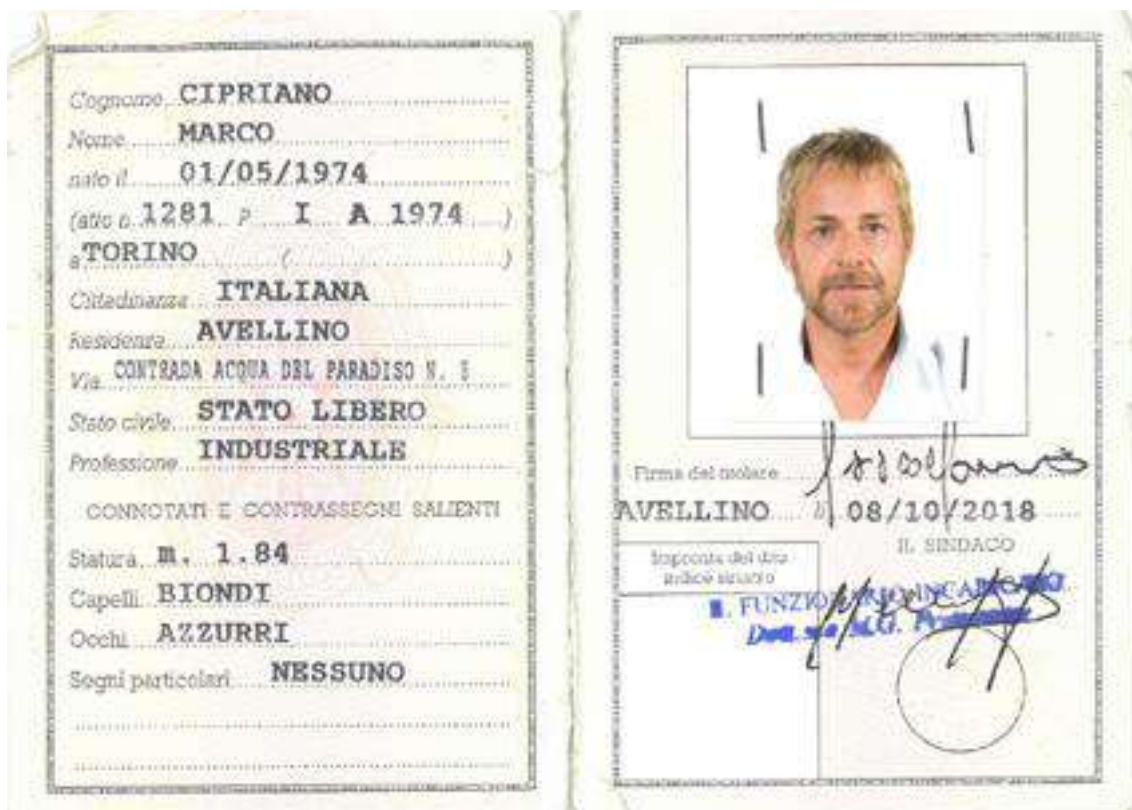 Cognome CIPRIANO
Nome MARCO
nato il 01/05/1974
(atto n. 1281 P I A 1974 )
a TORINO ( )
Cittadinanza ITALIANA
Residenza AVELLINO
Via CONTRADA ACQUA DEL PARADISO N.
Stato civile STATO LIBERO
Professione INDUSTRIALE
CONNOTATI E CONTRASSEGNI SALIENTI
Statura m. 1.84
Capelli BIONDI
Occhi AZZURRI
Segni particolari NESSUNO
Firma del titolare
AVELLINO li 08/10/2018
IL SINDACO
Impronta del dito
indice sinistro
IL FUNZIONARIO INCARICATO
M.G.